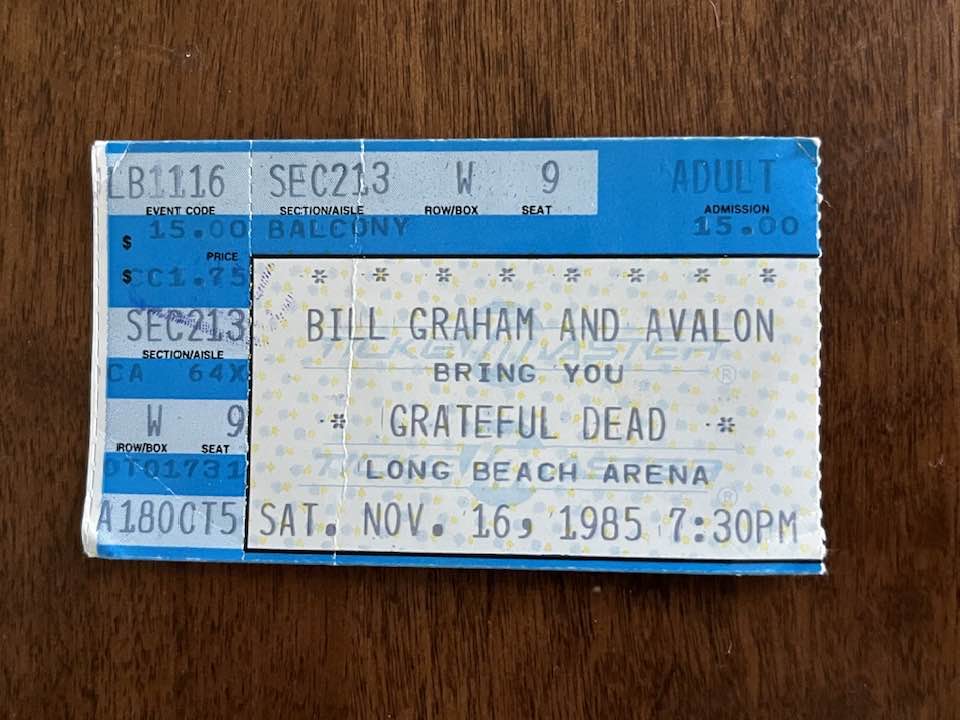 LB1116 SEC213 W 9 ADULT
EVENT CODE SECTION/AISLE ROW/BOX SEAT ADMISSION
$ 15.00 BALCONY 15.00
PRICE
$ CC1.75
* * * * * * * *
SEC213 BILL GRAHAM AND AVALON
TICKETMASTER
SECTION/AISLE
CA 64X BRING YOU ®
W 9 * GRATEFUL DEAD *
ROW/BOX SEAT
TICKETMASTER
DT01731 LONG BEACH ARENA
®
A18OCT5 SAT. NOV. 16, 1985 7:30PM